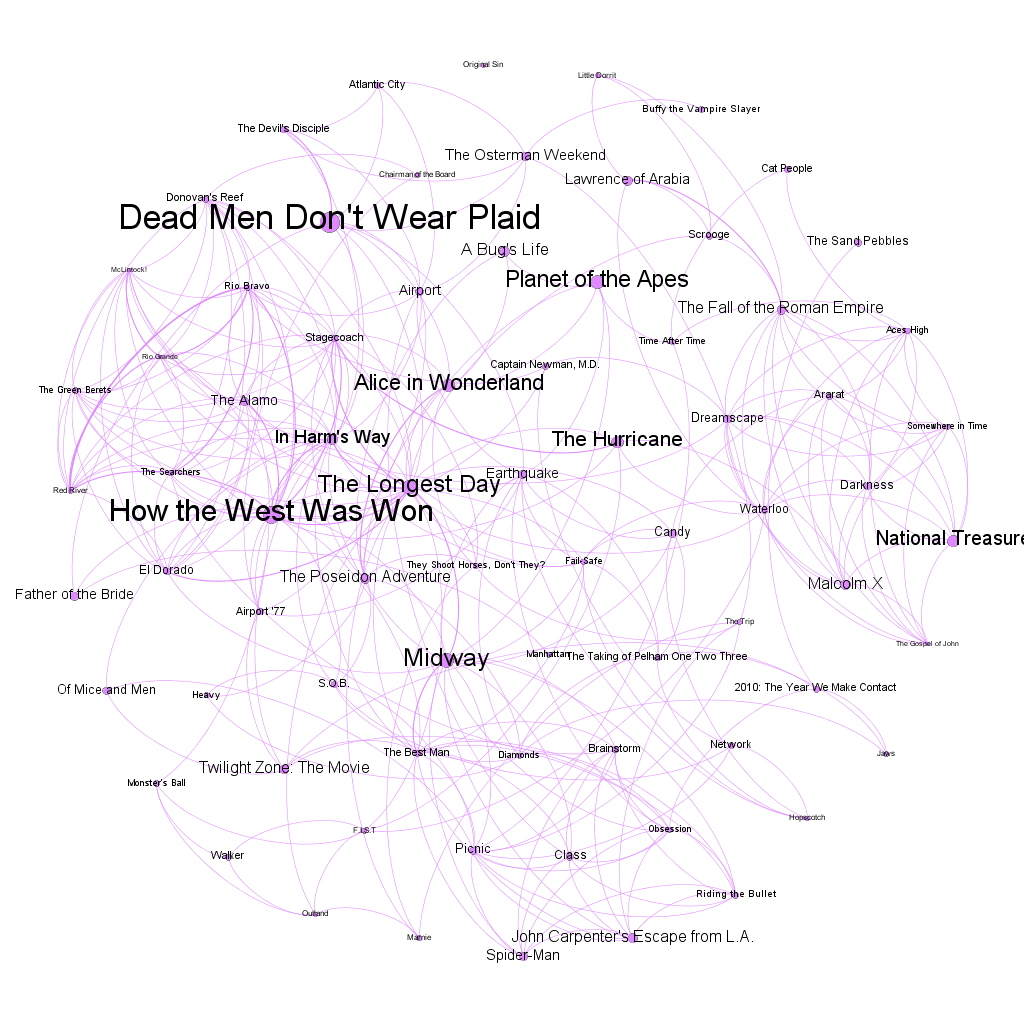 Original Sin
Little Dorrit
Atlantic City
Buffy the Vampire Slayer
The Devil's Disciple
The Osterman Weekend
Cat People
Chairman of the Board
Lawrence of Arabia
Donovan's Reef
Dead Men Don't Wear Plaid
Scrooge
The Sand Pebbles
A Bug's Life
McLintock!
Planet of the Apes
Rio Bravo
Airport
The Fall of the Roman Empire
Aces High
Stagecoach
Time After Time
Rio Grande
Captain Newman, M.D.
The Green Berets
Alice in Wonderland
Ararat
The Alamo
Dreamscape
Somewhere in Time
In Harm's Way
The Hurricane
The Searchers
Earthquake
The Longest Day
Darkness
Red River
How the West Was Won
Waterloo
Candy
National Treasure
They Shoot Horses, Don't They?
Fail-Safe
El Dorado
The Poseidon Adventure
Malcolm X
Father of the Bride
Airport '77
The Trip
The Gospel of John
Midway
Manhattan
The Taking of Pelham One Two Three
Of Mice and Men
Heavy
S.O.B.
2010: The Year We Make Contact
The Best Man
Diamonds
Brainstorm
Network
Jaws
Twilight Zone: The Movie
Monster's Ball
Hopscotch
F.I.S.T
Obsession
Walker
Picnic
Class
Riding the Bullet
Outland
Marnie
John Carpenter's Escape from L.A.
Spider-Man